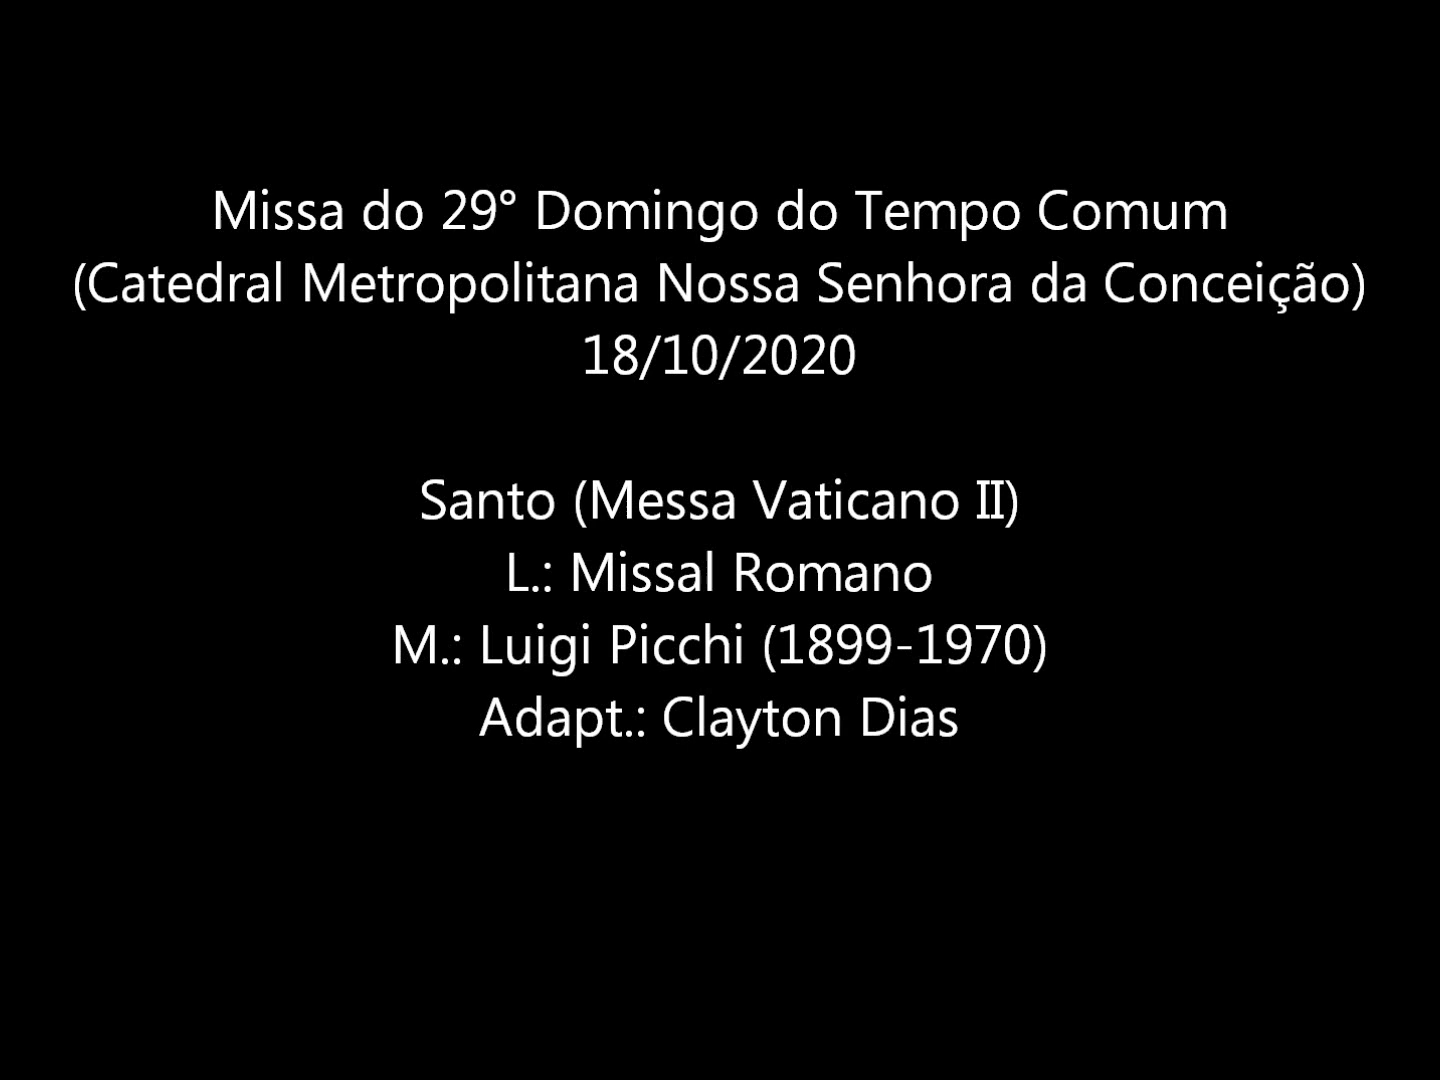 Missa do 29° Domingo do Tempo Comum
(Catedral Metropolitana Nossa Senhora da Conceição)
18/10/2020
Santo (Messa Vaticano II)
L.: Missal Romano
M.: Luigi Picchi (1899-1970)
Adapt.: Clayton Dias